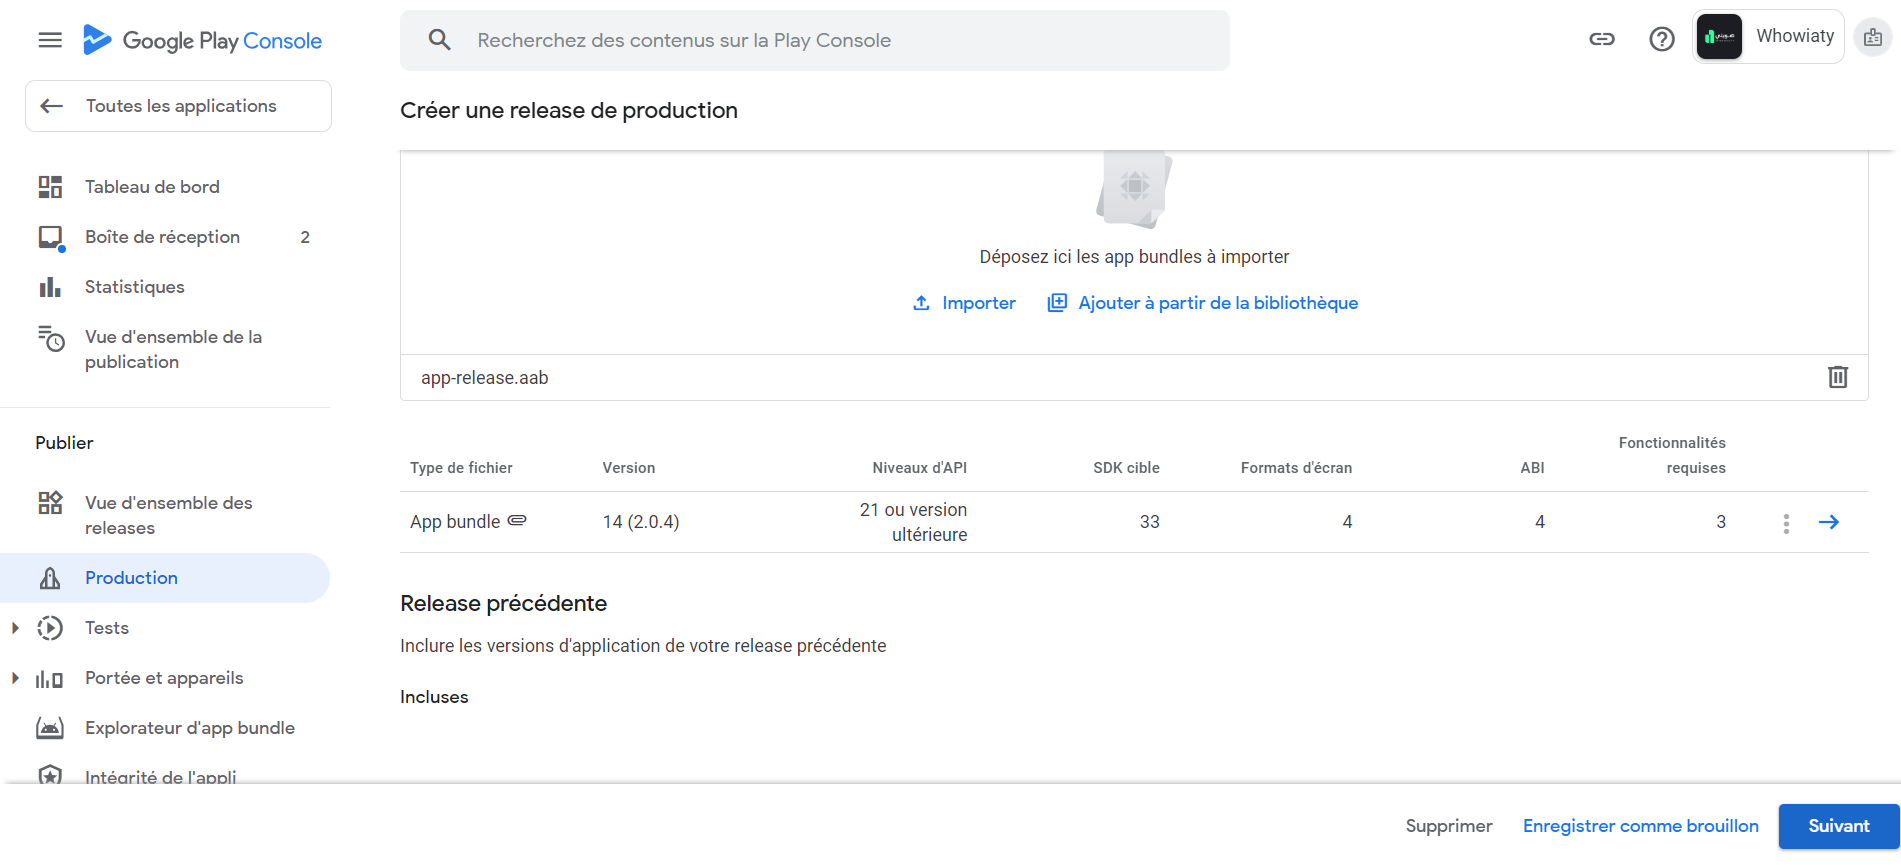 Google Play Console
Recherchez des contenus sur la Play Console
Whowiaty
Toutes les applications
Créer une release de production
Tableau de bord
Boîte de réception 2
Statistiques
Vue d'ensemble de la
publication
Publier
Vue d'ensemble des
releases
Production
Tests
Portée et appareils
Explorateur d'app bundle
Intégrité de l'appli
Déposez ici les app bundles à importer
Importer Ajouter à partir de la bibliothèque
app-release.aab
Type de fichier Version Niveaux d'API SDK cible Formats d'écran ABI Fonctionnalités
requises
App bundle 14 (2.0.4) 21 ou version
ultérieure 33 4 4 3
Release précédente
Inclure les versions d'application de votre release précédente
Incluses
Supprimer Enregistrer comme brouillon Suivant